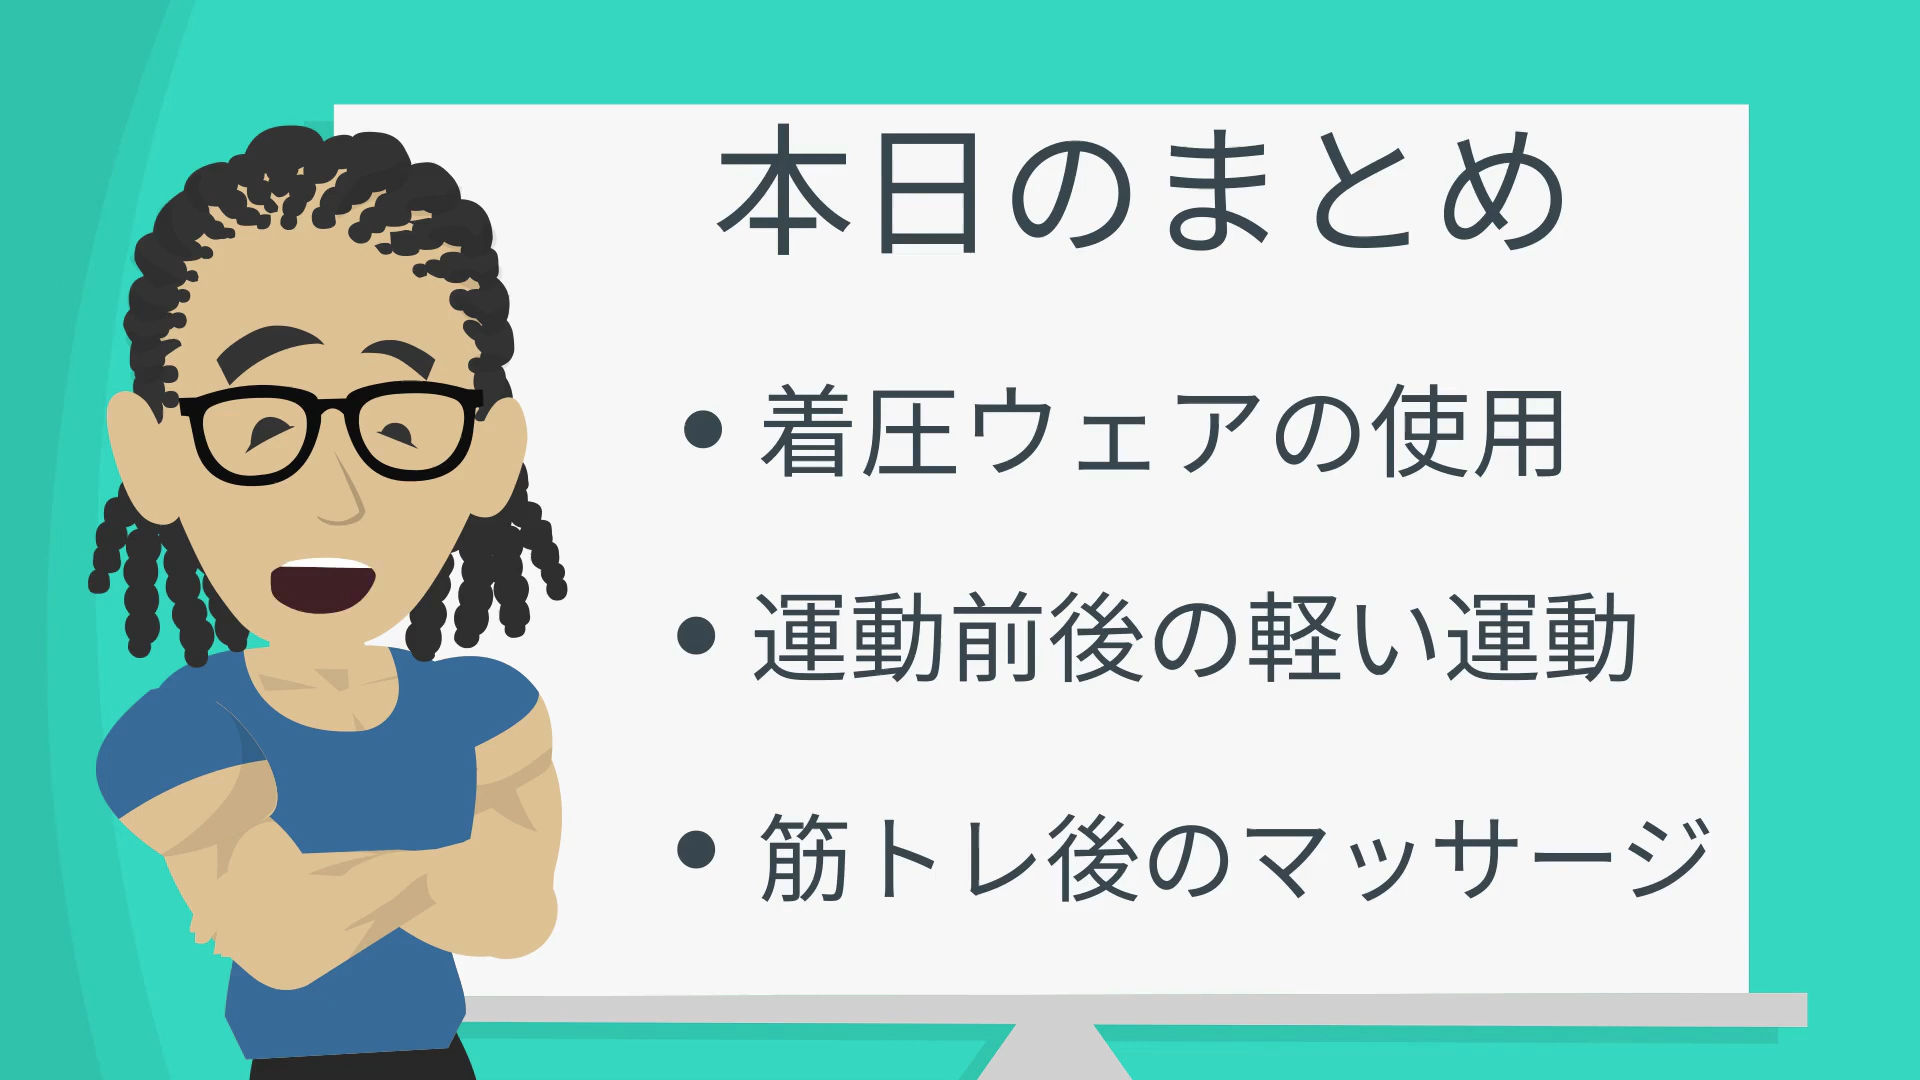 本日のまとめ
• 着圧ウェアの使用
• 運動前後の軽い運動
• 筋トレ後のマッサージ